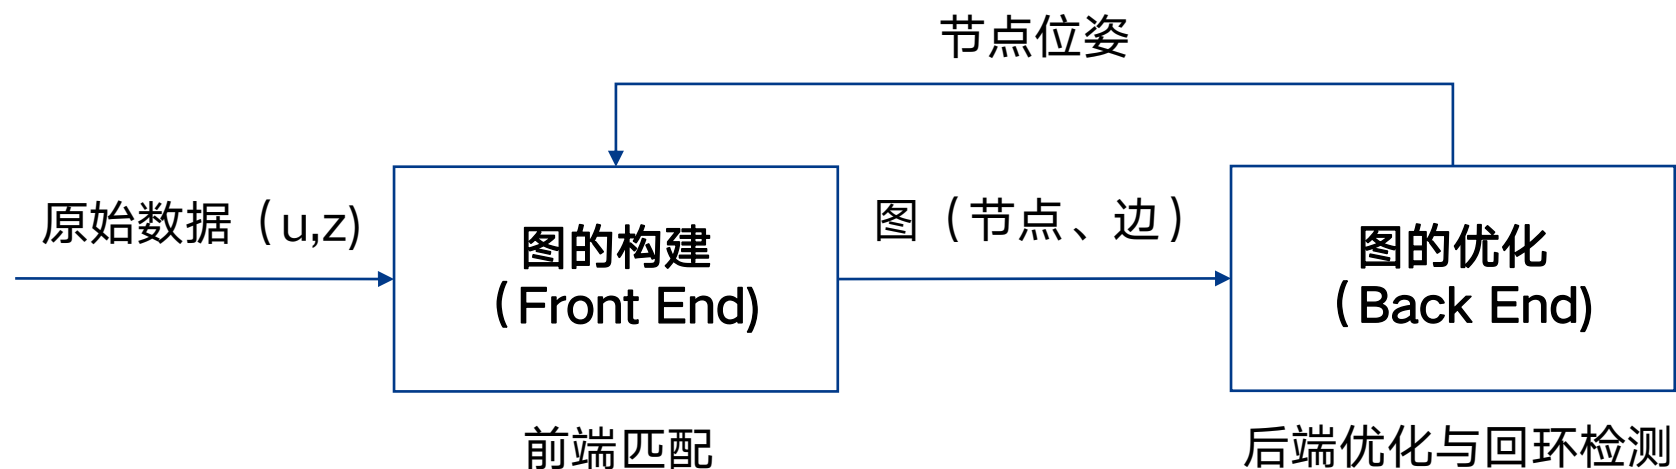 节点位姿
原始数据（u,z)
图的构建
（Front End)
图（节点、边）
图的优化
（Back End)
前端匹配
后端优化与回环检测